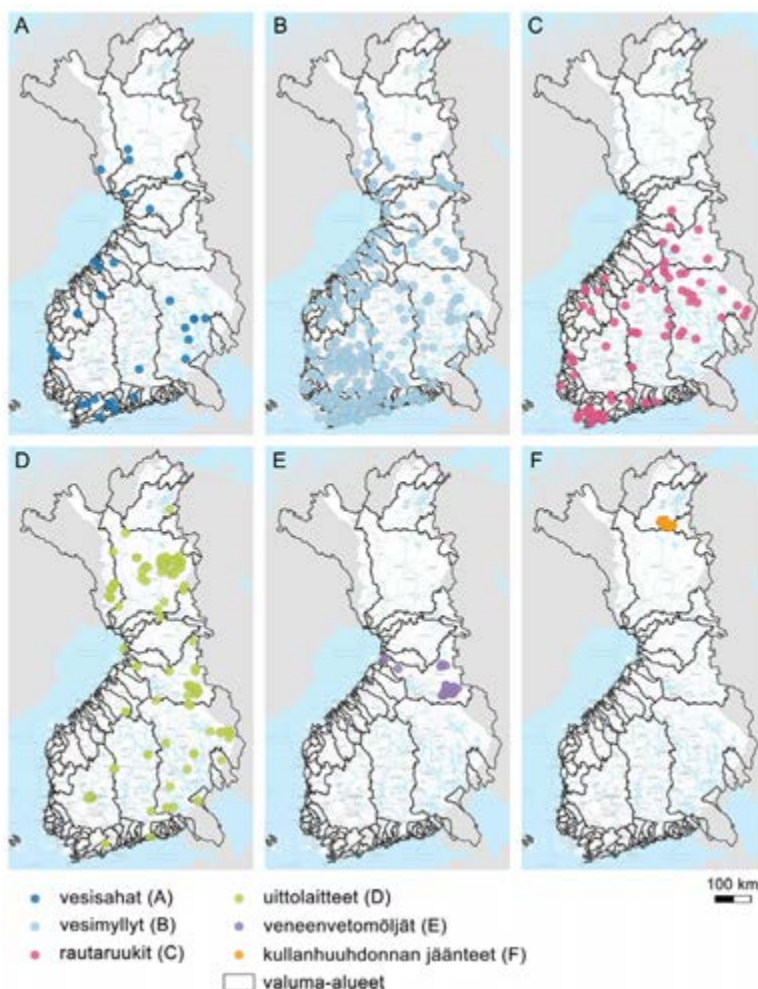 A
B
C
D
E
F
vesisahat (A)
vesimyllyt (B)
rautaruukit (C)
uittolaitteet (D)
veneenvetomöljät (E)
kullanhuuhdonnan jäänteet (F)
valuma-alueet
100 km